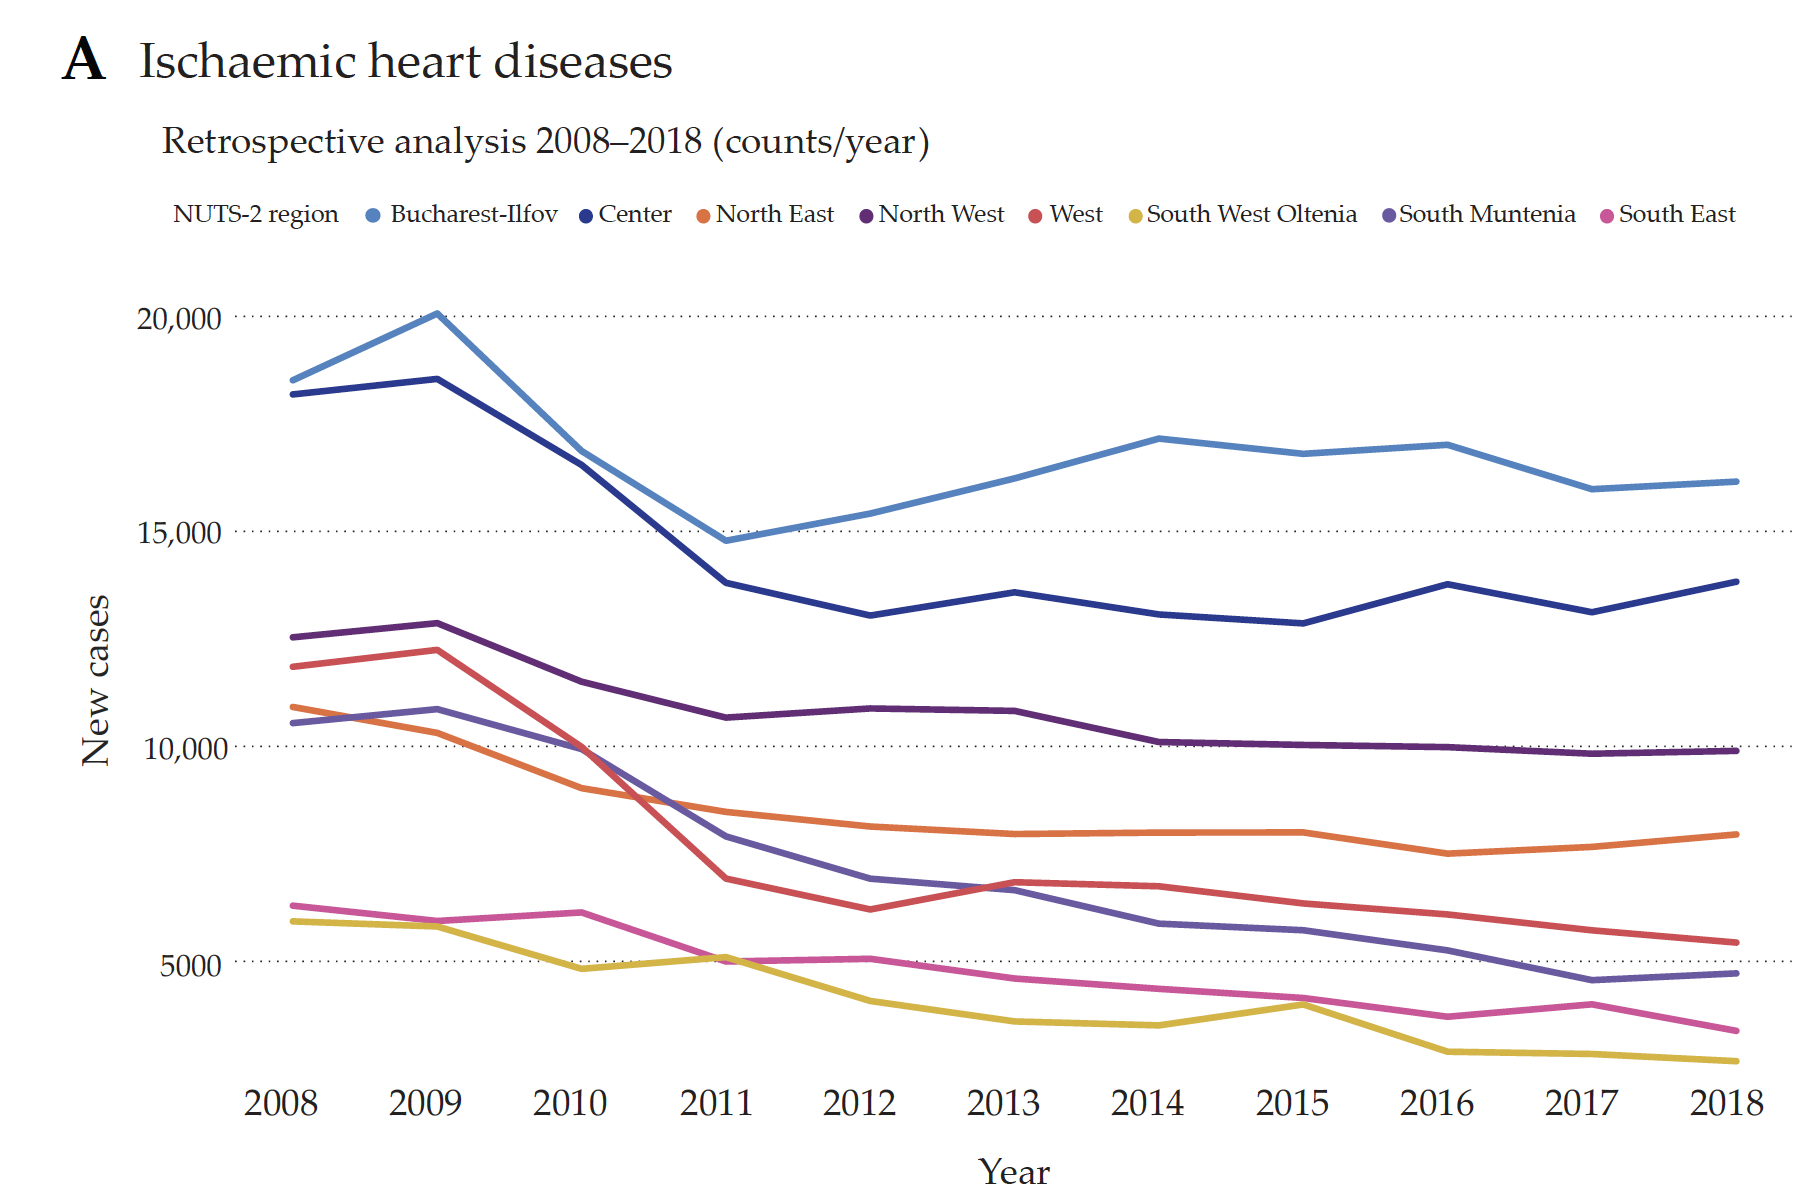 A Ischaemic heart diseases
Retrospective analysis 2008–2018 (counts/year)
NUTS-2 region Bucharest-Ilfov Center North East North West West South West Oltenia South Muntenia South East
20,000
15,000
10,000
5000
New cases
2008 2009 2010 2011 2012 2013 2014 2015 2016 2017 2018
Year